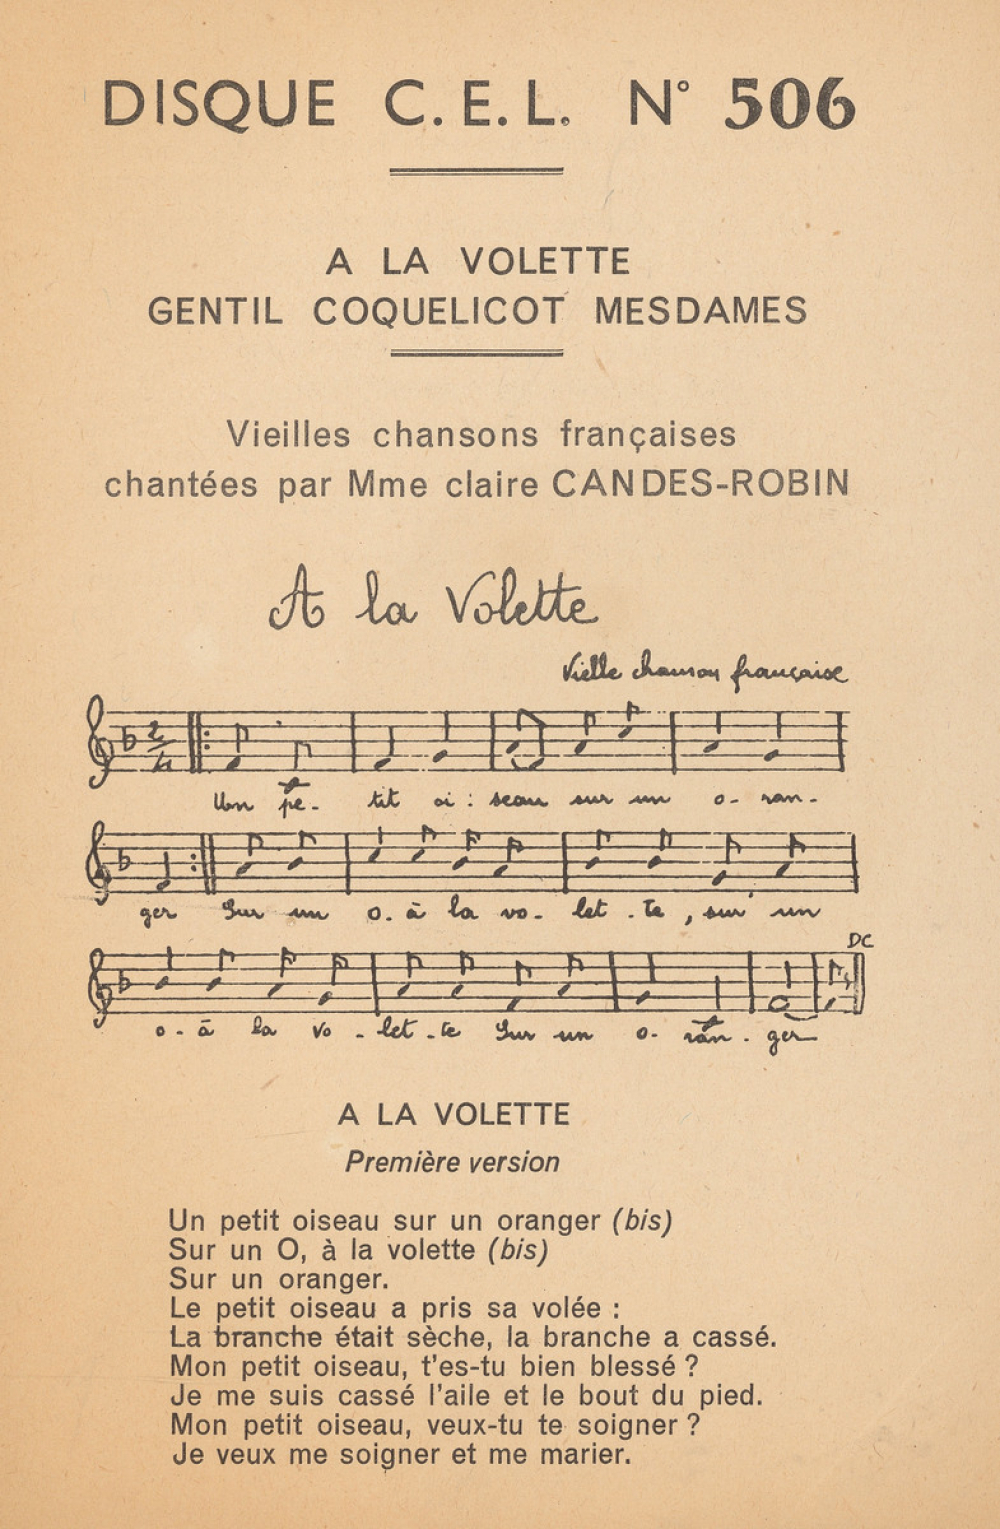 DISQUE C.E.L. N° 506
A LA VOLETTE
GENTIL COQUELICOT MESDAMES
Vieilles chansons françaises
chantées par Mme claire CANDES-ROBIN
A la Volette
Vielle chanson française
2/4
Un pe- tit oi: seau sur un o- ran-
ger Sur un o- à la vo- let-te, sur un
DC
o-à la vo-let-te Sur un o-ran-ger
A LA VOLETTE
Première version
Un petit oiseau sur un oranger (bis)
Sur un O, à la volette (bis)
Sur un oranger.
Le petit oiseau a pris sa volée :
La branche était sèche, la branche a cassé.
Mon petit oiseau, t'es-tu bien blessé ?
Je me suis cassé l'aile et le bout du pied.
Mon petit oiseau, veux-tu te soigner ?
Je veux me soigner et me marier.